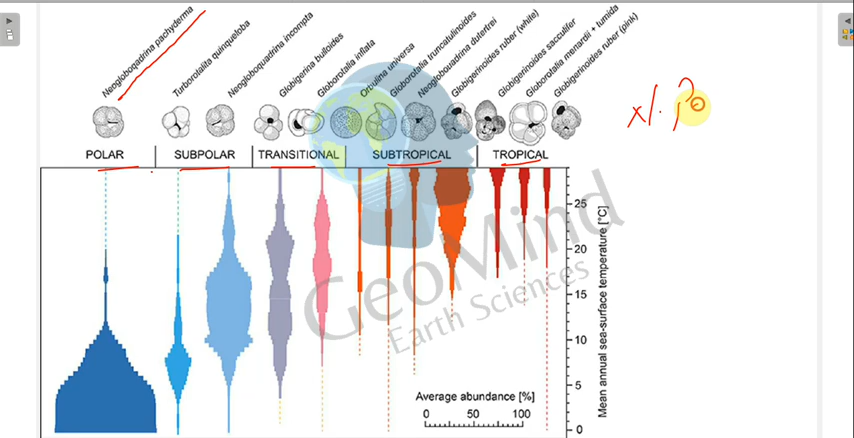 Neogloboqadrina pachyderma
Turborotalita quinqueloba
Neogloboquadrina incompta
Globigerina bulloides
Globorotalia inflata
Orbulina universa
Globorotalia truncatulinoides
Neogloboquadrina dutertrei
Globigerinoides ruber (white)
Globigerinoides sacculifer
Globorotalia menardii + tumida
Globigerinoides ruber (pink)
POLAR SUBPOLAR TRANSITIONAL SUBTROPICAL TROPICAL
25
20
15
10
5
0
Mean annual sea-surface temperature [°C]
Average abundance [%]
0 50 100
GeoMind
Earth Sciences